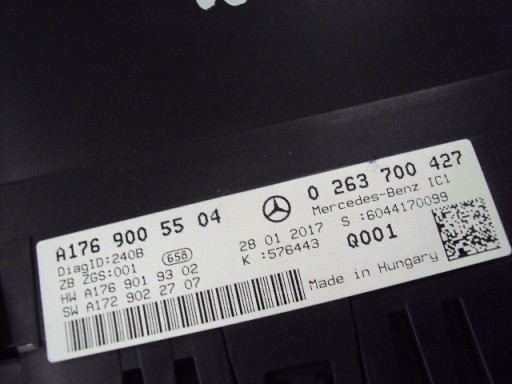 A176 900 55 04
0 263 700 427
Mercedes-Benz IC1
DiagID:240B
658
28 01 2017
S :6044170099
ZB ZGS:001
K :576443
Q001
HW A176 901 93 02
SW A172 902 27 07
Made in Hungary